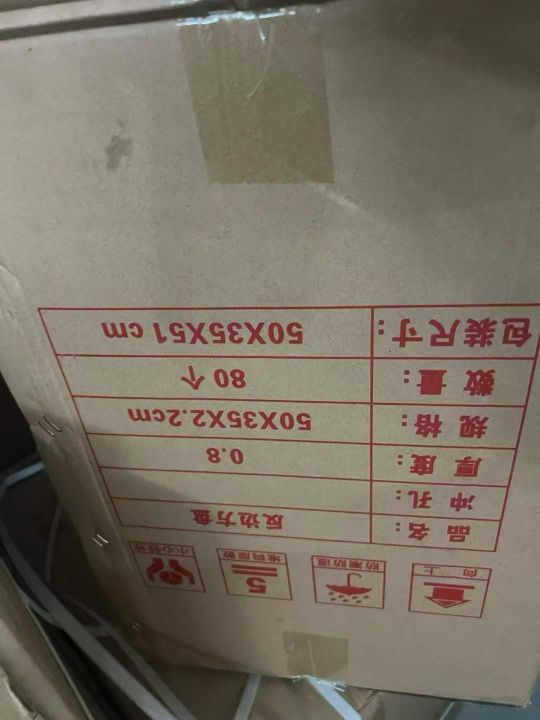 向 上
防潮防湿
5
堆码层数
小心轻放
品 名: 反边方盘
冲 孔:
厚 度: 0.8
规 格: 50X35X2.2cm
数 量: 80个
包装尺寸: 50X35X51cm